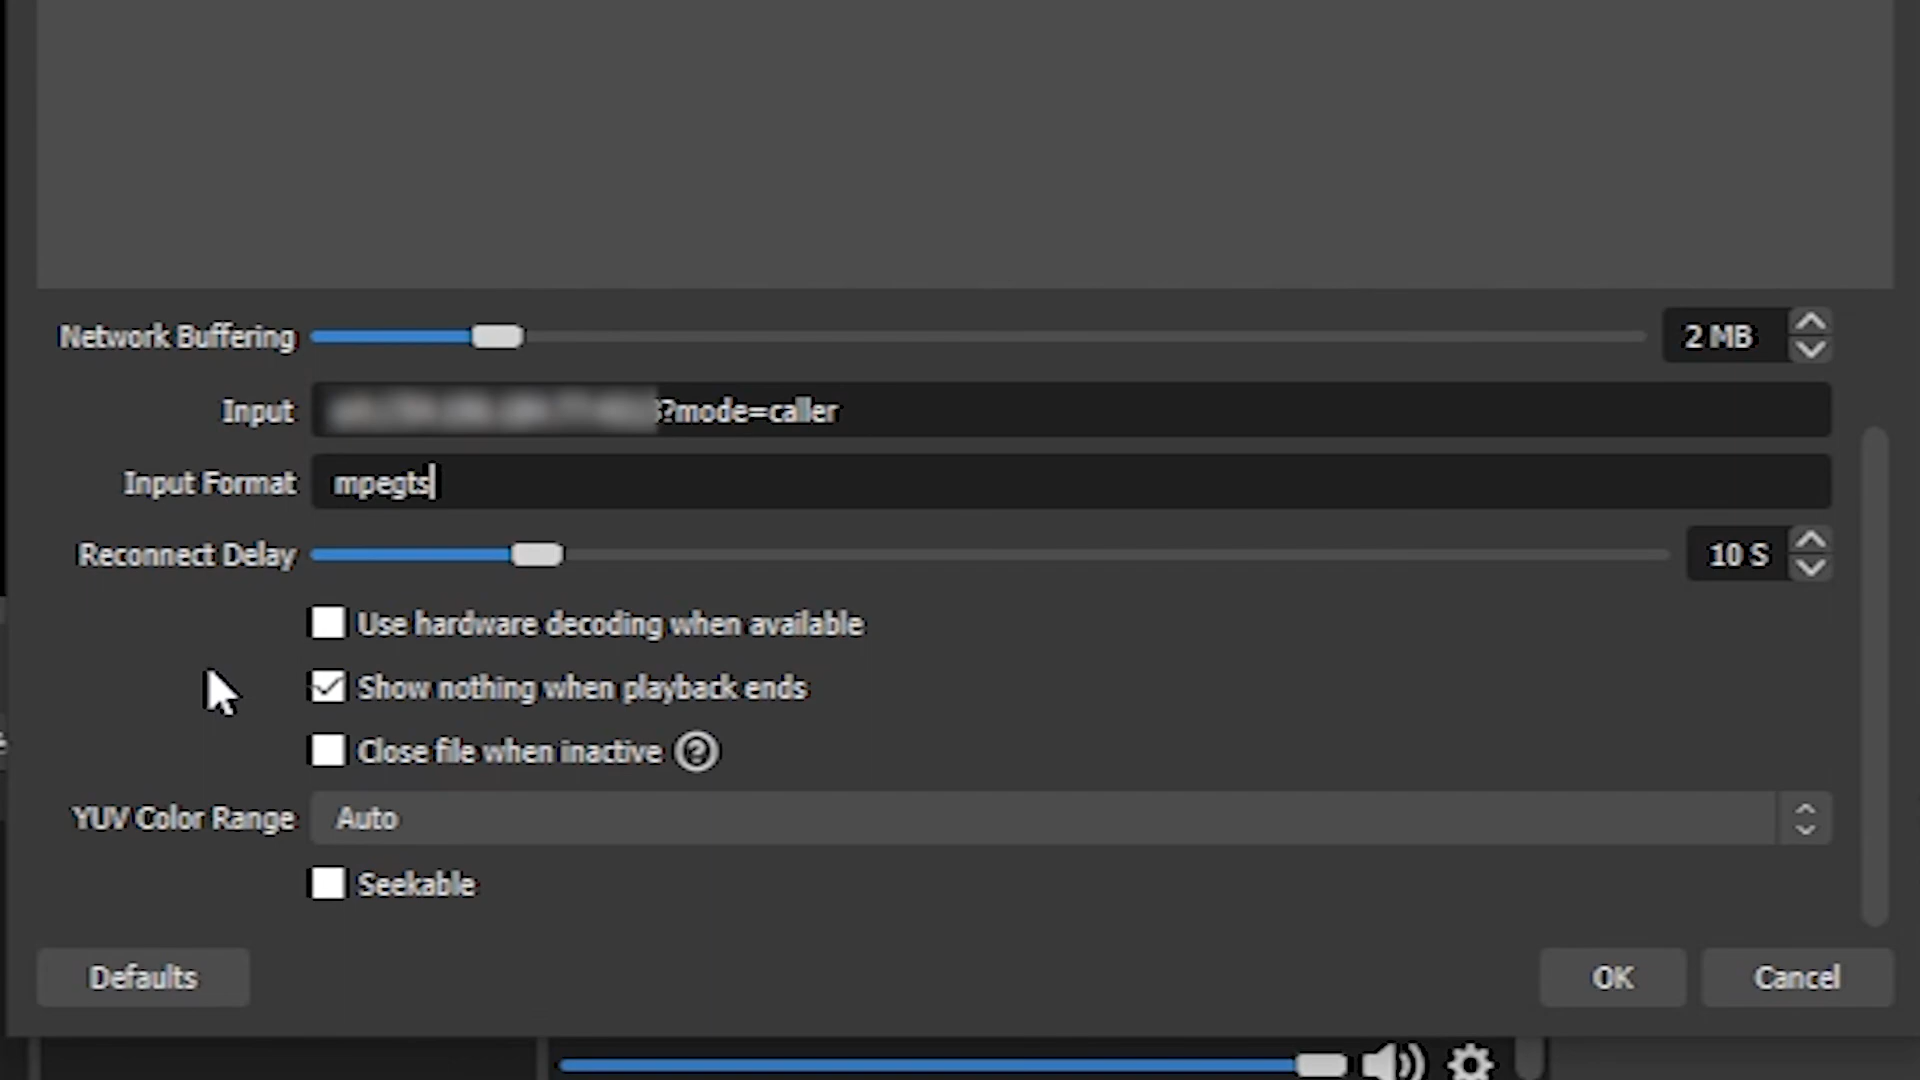 Network Buffering
2 MB
Input
?mode=caller
Input Format
mpegts
Reconnect Delay
10 S
Use hardware decoding when available
Show nothing when playback ends
Close file when inactive
YUV Color Range
Auto
Seekable
Defaults
OK
Cancel